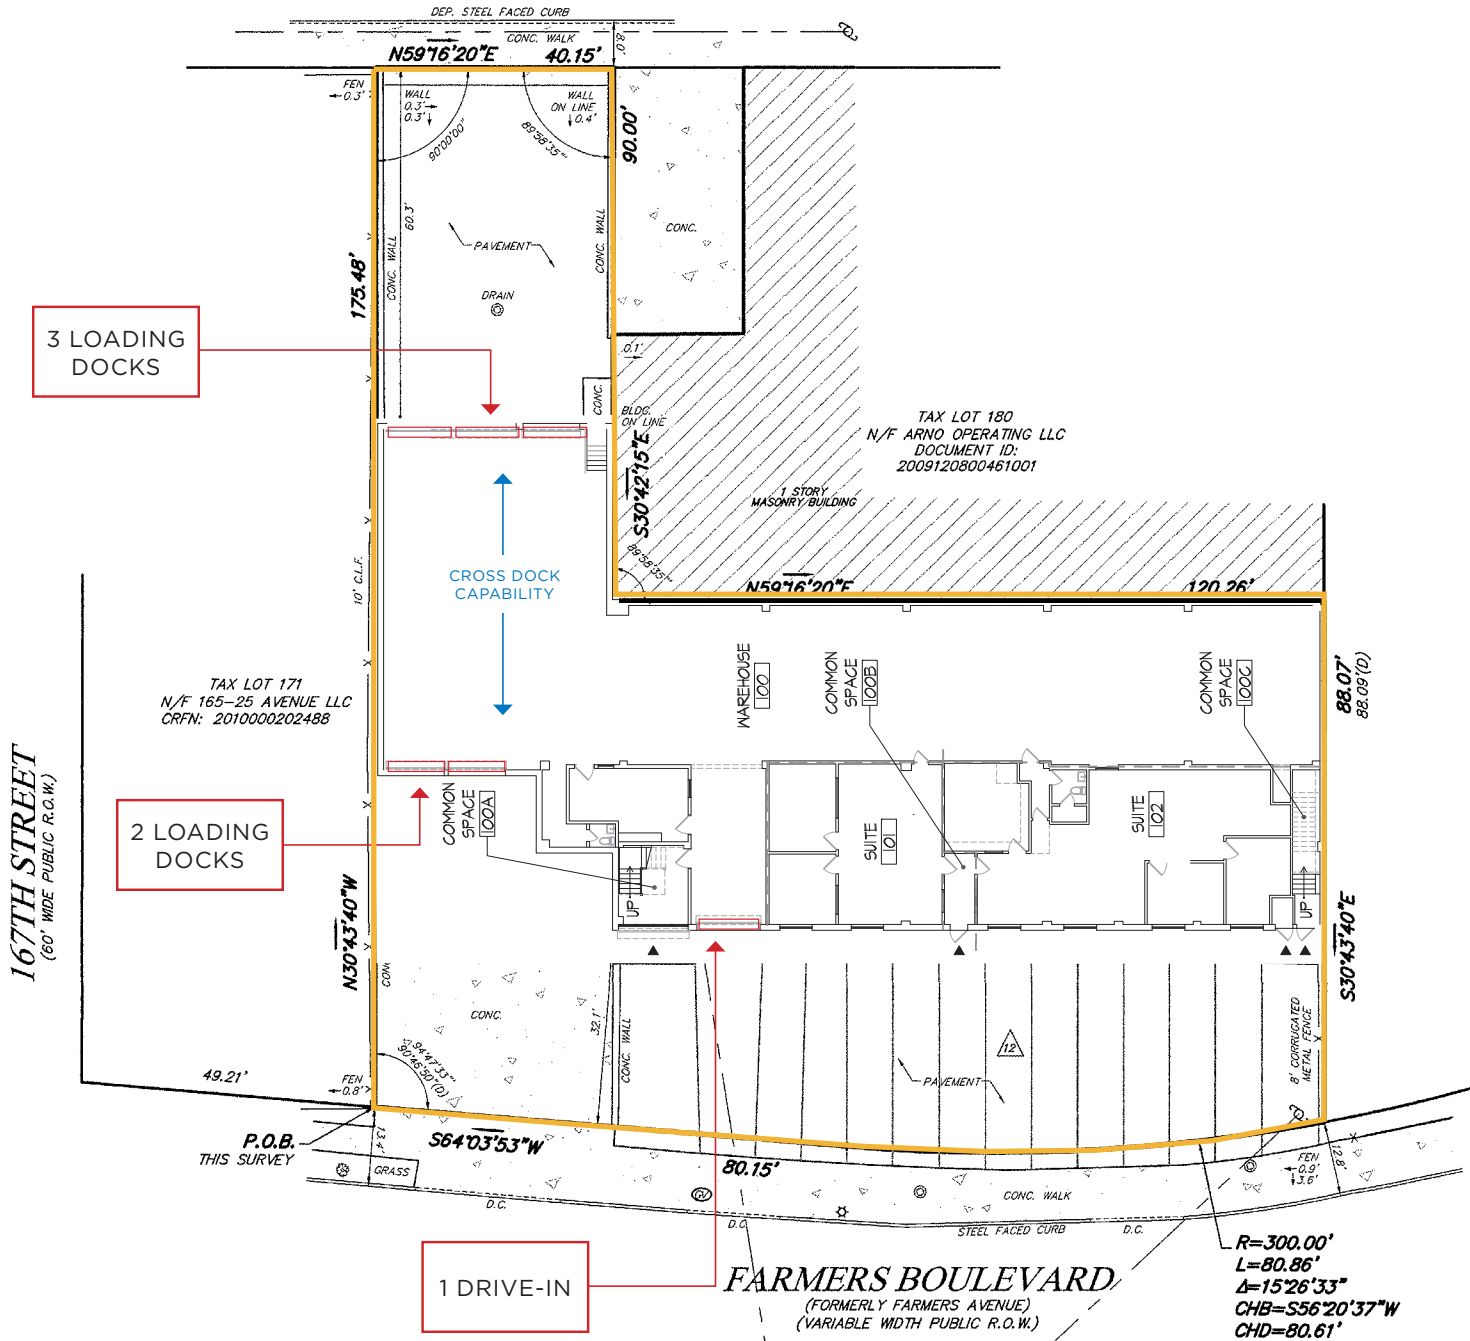 DEP. STEEL FACED CURB
CONC. WALK
8.0'
N59°16'20"E
40.15'
FEN
0.3'
WALL
0.3'
0.3'
WALL
ON LINE
0.4'
90°00'00"
89°58'35"
90.00'
CONC.
60.3'
CONC. WALL
CONC. WALL
PAVEMENT
DRAIN
175.48'
3 LOADING
DOCKS
0.1'
CONC.
BLDG.
ON LINE
TAX LOT 180
N/F ARNO OPERATING LLC
DOCUMENT ID:
2009120800461001
1 STORY
MASONRY BUILDING
S30°42'15"E
89°58'35"
N59°16'20"E
120.26'
CROSS DOCK
CAPABILITY
10' C.L.F.
TAX LOT 171
N/F 165-25 AVENUE LLC
CRFN: 2010000202488
WAREHOUSE
100
COMMON
SPACE
100B
COMMON
SPACE
100C
88.07'
88.09'(D)
167TH STREET
(60' WIDE PUBLIC R.O.W.)
2 LOADING
DOCKS
COMMON
SPACE
100A
SUITE
101
SUITE
102
UP
UP
N30°43'40"W
S30°43'40"E
CONC.
32.1'
CONC. WALL
12
PAVEMENT
8' CORRUGATED
METAL FENCE
94°47'33"
90°46'50"(D)
49.21'
FEN
0.8'
P.O.B.
THIS SURVEY
13.4'
GRASS
S64°03'53"W
80.15'
GV
CONC. WALK
FEN
0.9'
3.6'
12.8'
D.C.
D.C.
STEEL FACED CURB
D.C.
1 DRIVE-IN
FARMERS BOULEVARD
(FORMERLY FARMERS AVENUE)
(VARIABLE WIDTH PUBLIC R.O.W.)
R=300.00'
L=80.86'
Δ=15°26'33"
CHB=S56°20'37"W
CHD=80.61'